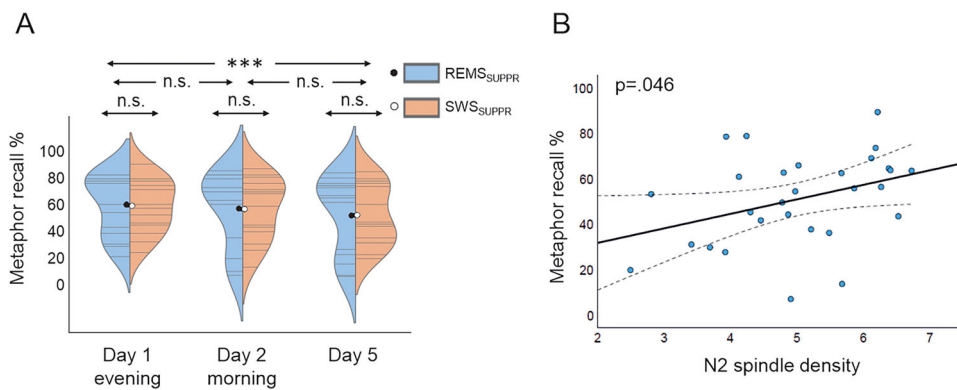 A
***
n.s. n.s.
n.s. n.s. n.s.
REMS_SUPPR
SWS_SUPPR
Metaphor recall %
100
80
60
40
20
0
Day 1 evening
Day 2 morning
Day 5
B
p=.046
Metaphor recall %
100
80
60
40
20
0
2 3 4 5 6 7
N2 spindle density